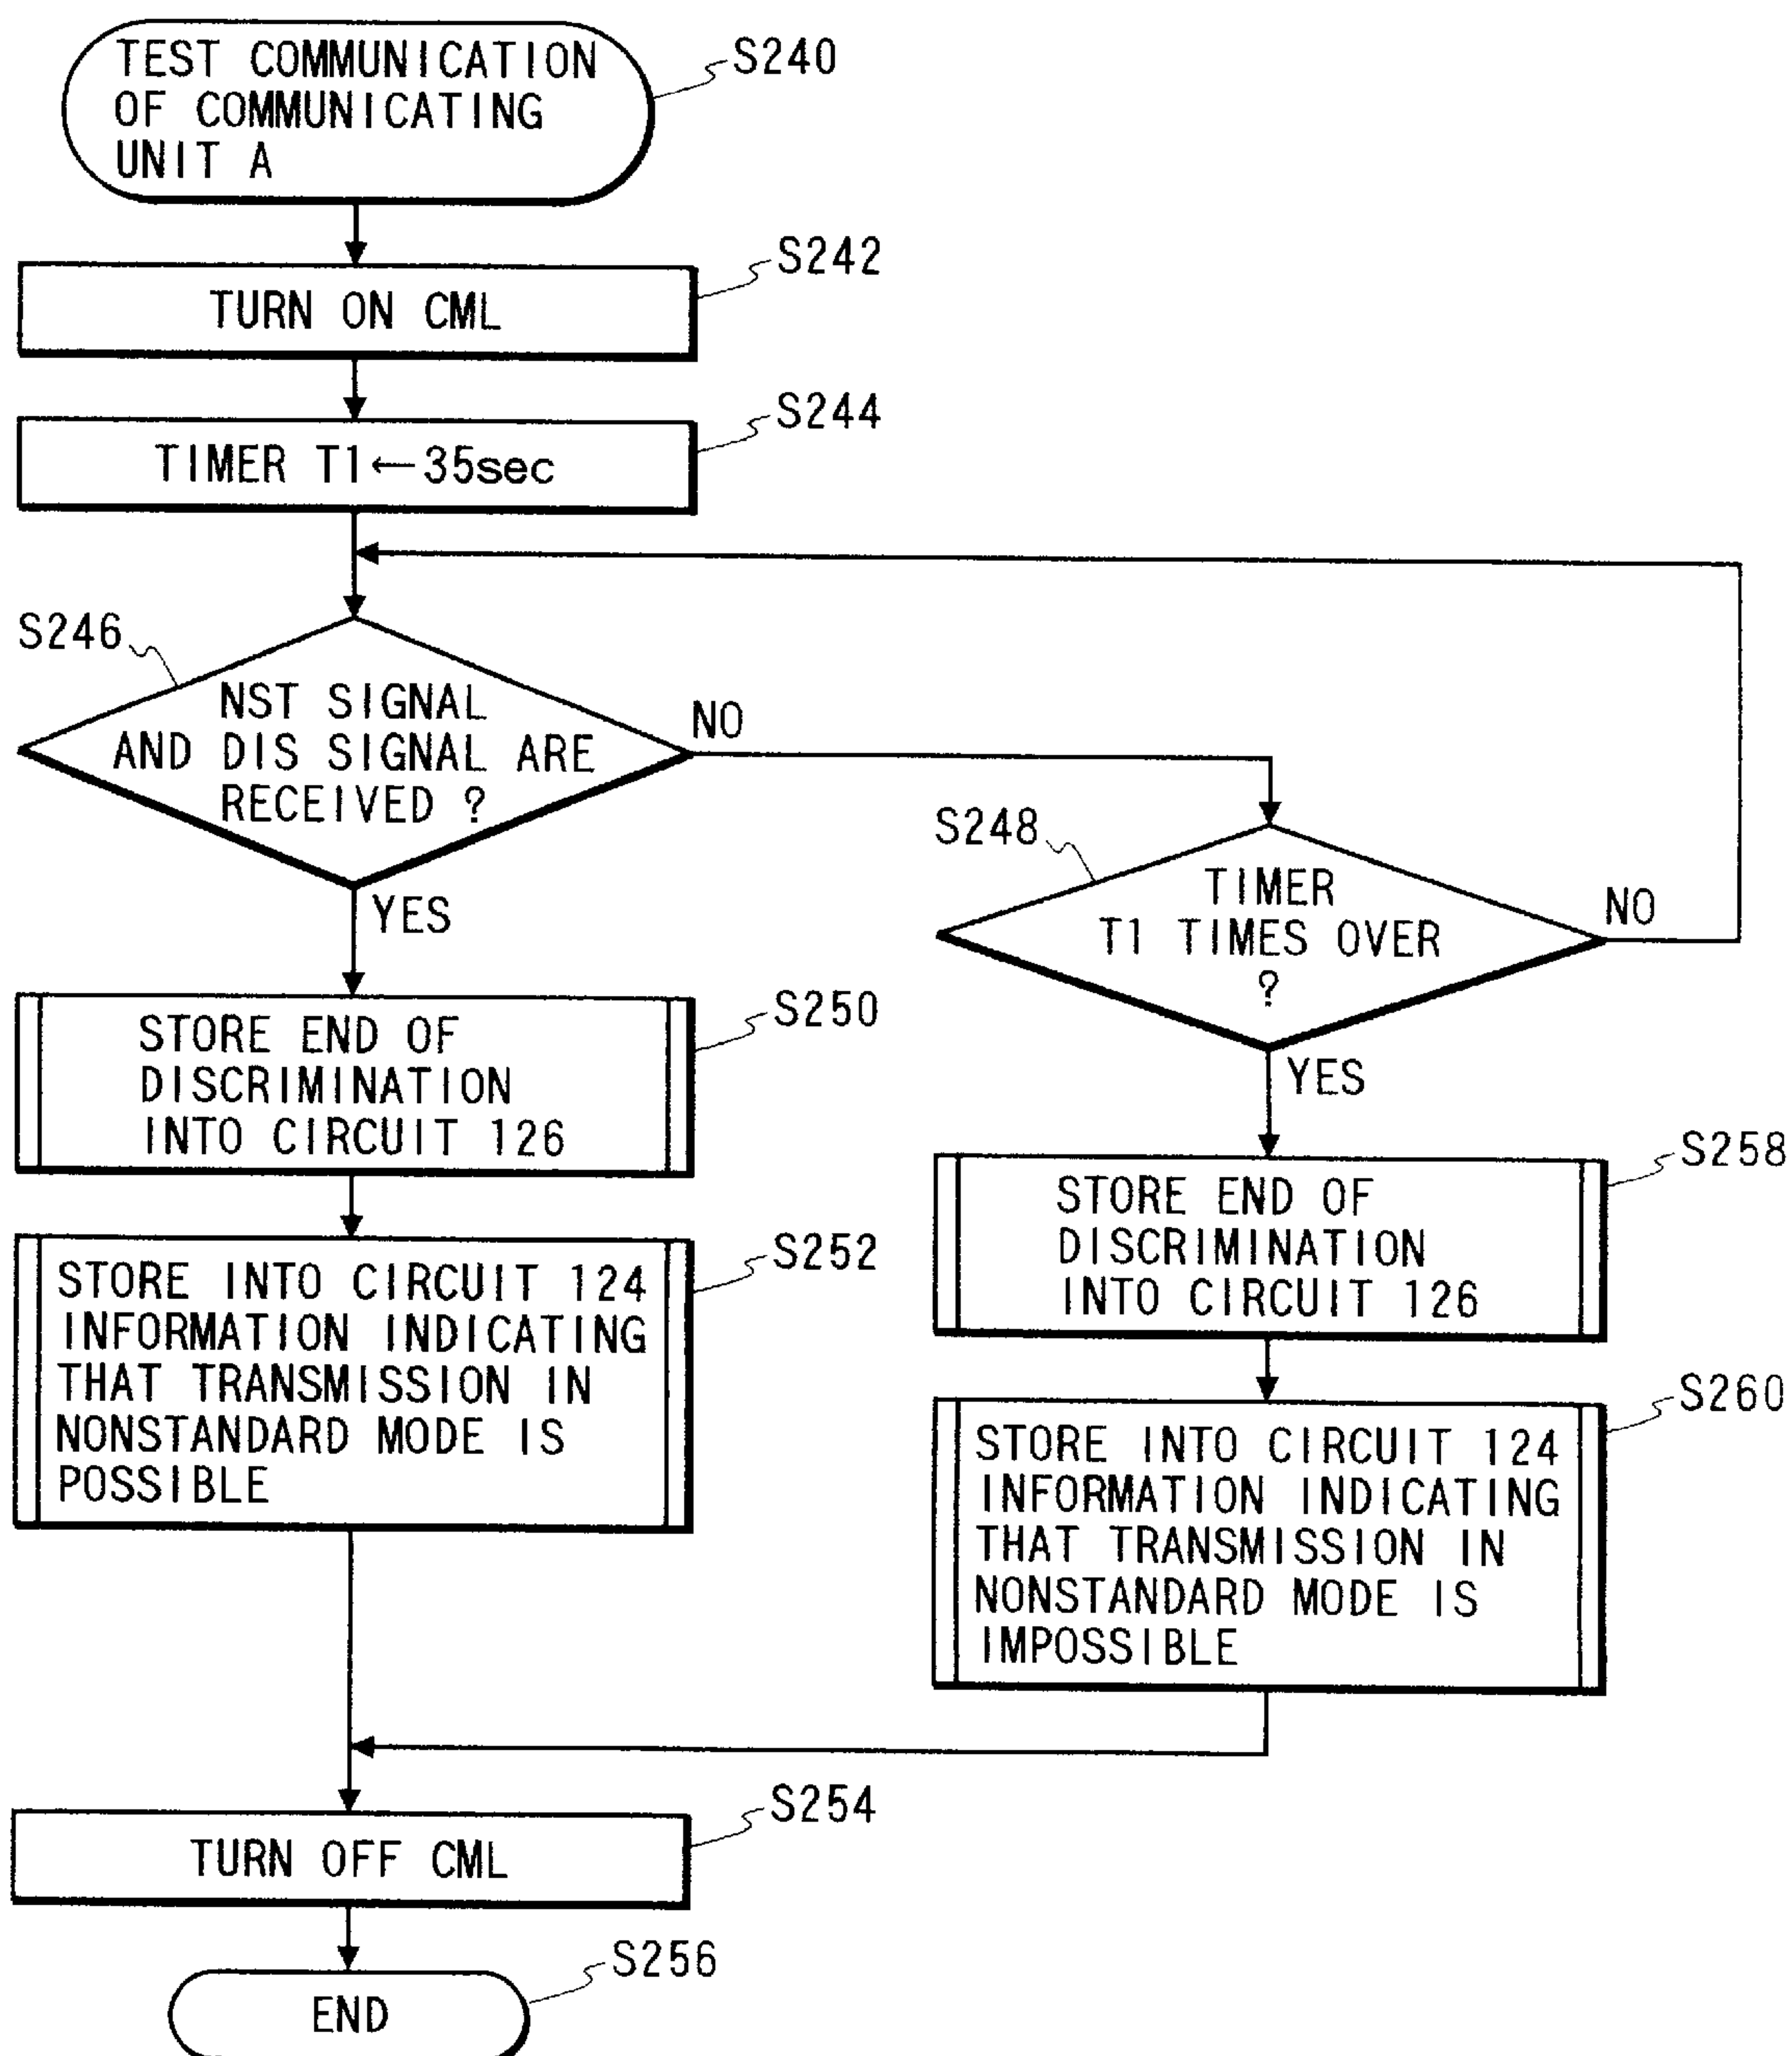 TEST COMMUNICATION
OF COMMUNICATING
UNIT A
S240
S242
TURN ON CML
S244
TIMER T1←35sec
S246
NST SIGNAL
AND DIS SIGNAL ARE
RECEIVED ?
NO
YES
S248
TIMER
T1 TIMES OVER
?
NO
YES
S250
STORE END OF
DISCRIMINATION
INTO CIRCUIT 126
S252
STORE INTO CIRCUIT 124
INFORMATION INDICATING
THAT TRANSMISSION IN
NONSTANDARD MODE IS
POSSIBLE
S258
STORE END OF
DISCRIMINATION
INTO CIRCUIT 126
S260
STORE INTO CIRCUIT 124
INFORMATION INDICATING
THAT TRANSMISSION IN
NONSTANDARD MODE IS
IMPOSSIBLE
S254
TURN OFF CML
S256
END